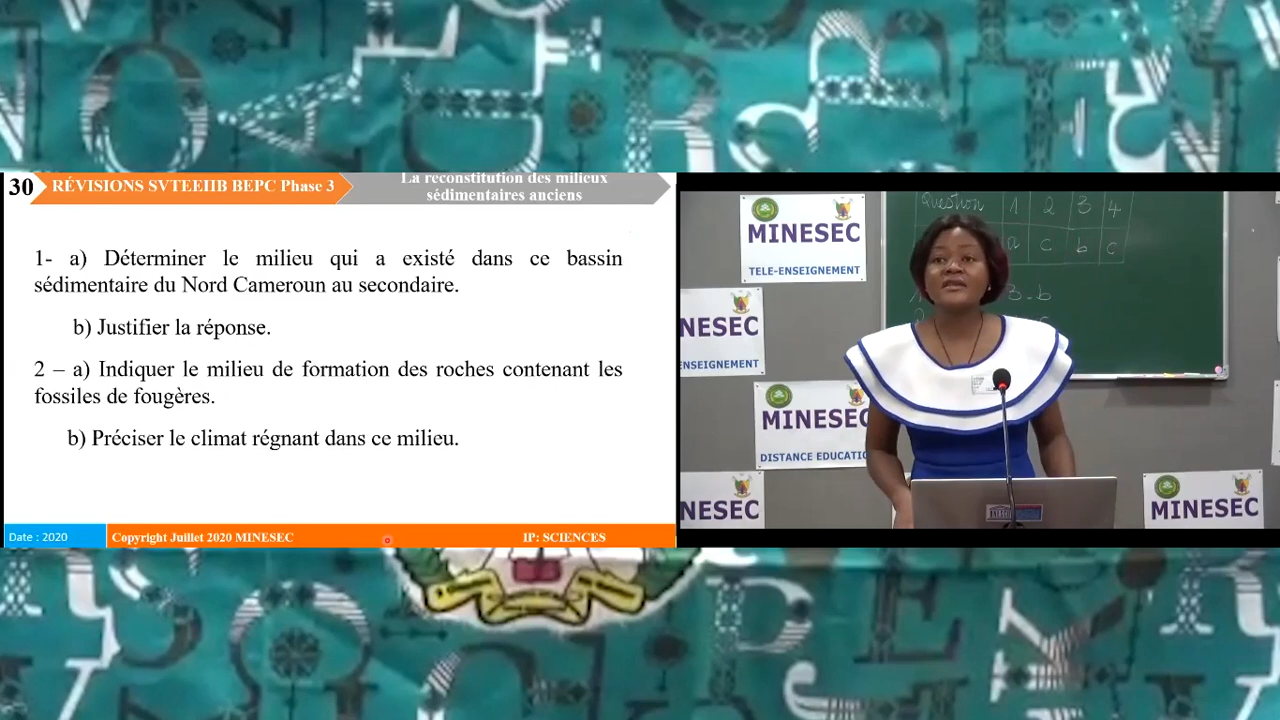 30
RÉVISIONS SVTEEHB BEPC Phase 3
La reconstitution des milieux
sédimentaires anciens
1- a) Déterminer le milieu qui a existé dans ce bassin
sédimentaire du Nord Cameroun au secondaire.
b) Justifier la réponse.
2 – a) Indiquer le milieu de formation des roches contenant les
fossiles de fougères.
b) Préciser le climat régnant dans ce milieu.
Date : 2020
Copyright Juillet 2020 MINESEC
IP: SCIENCES
MINESEC
TELE-ENSEIGNEMENT
NESEC
ENSEIGNEMENT
MINESEC
DISTANCE EDUCATIO
NESEC
MINESEC
Question 1 2 3 4
a c b c
3 - b